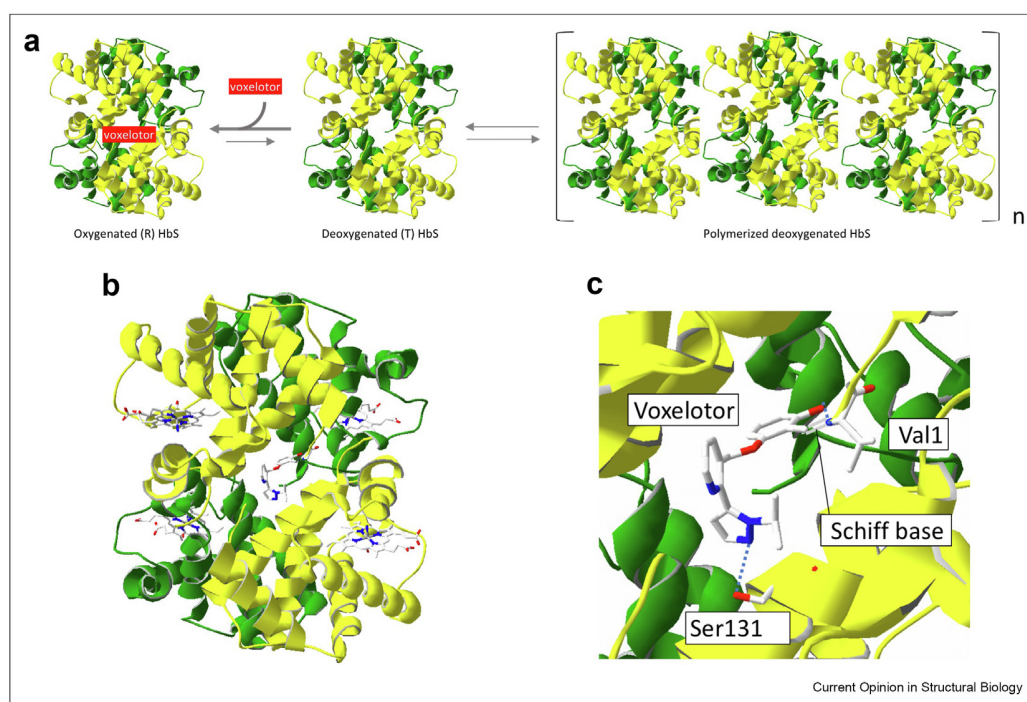 a
voxelotor
voxelotor
Oxygenated (R) HbS
Deoxygenated (T) HbS
Polymerized deoxygenated HbS
n
b
c
Voxelotor
Val1
Schiff base
Ser131
Current Opinion in Structural Biology